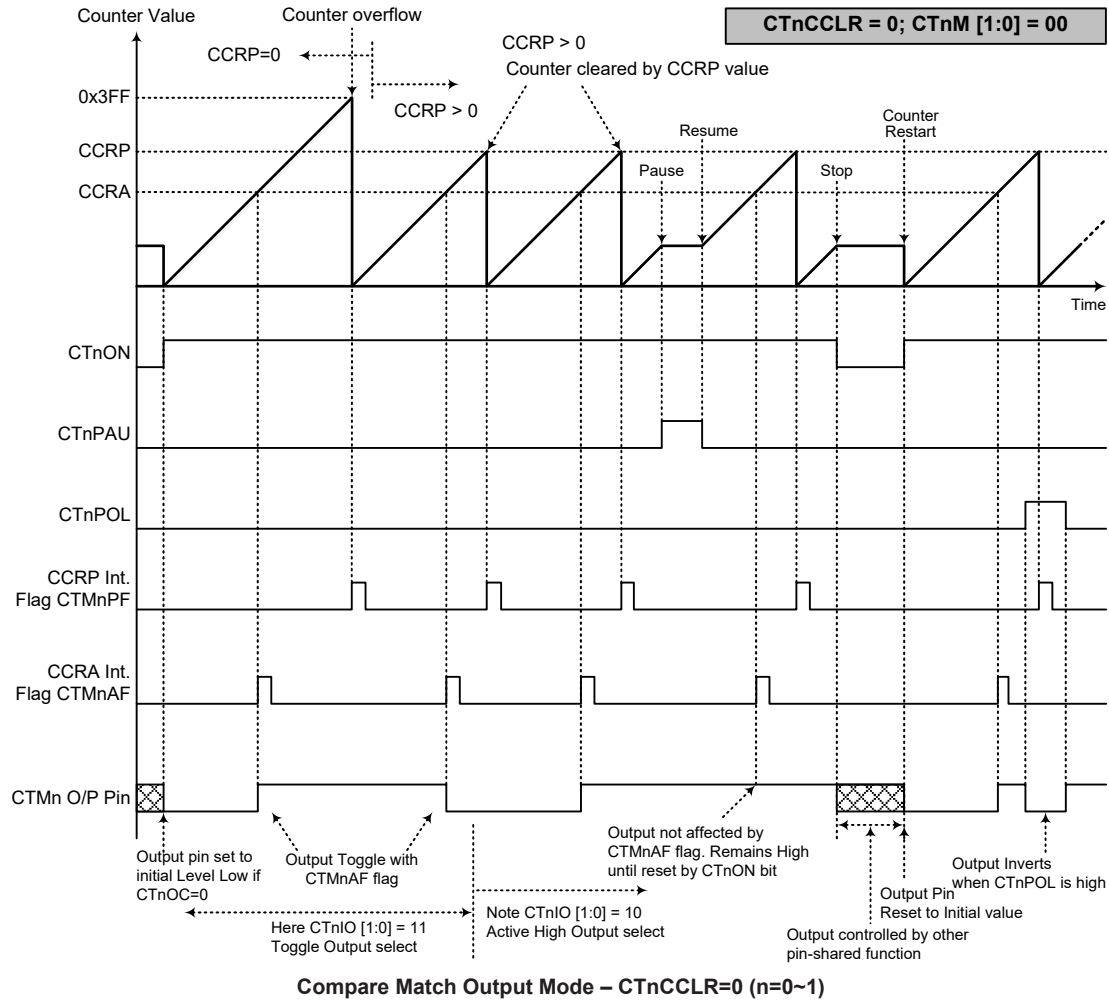 Counter Value
Counter overflow
CTnCCLR = 0; CTnM [1:0] = 00
CCRP=0
CCRP > 0
CCRP > 0
Counter cleared by CCRP value
0x3FF
CCRP
CCRA
Pause
Resume
Stop
Counter
Restart
Time
CTnON
CTnPAU
CTnPOL
CCRP Int.
Flag CTMnPF
CCRA Int.
Flag CTMnAF
CTMn O/P Pin
Output pin set to
initial Level Low if
CTnOC=0
Output Toggle with
CTMnAF flag
Here CTnIO [1:0] = 11
Toggle Output select
Note CTnIO [1:0] = 10
Active High Output select
Output not affected by
CTMnAF flag. Remains High
until reset by CTnON bit
Output Pin
Reset to Initial value
Output controlled by other
pin-shared function
Output Inverts
when CTnPOL is high
Compare Match Output Mode – CTnCCLR=0 (n=0~1)